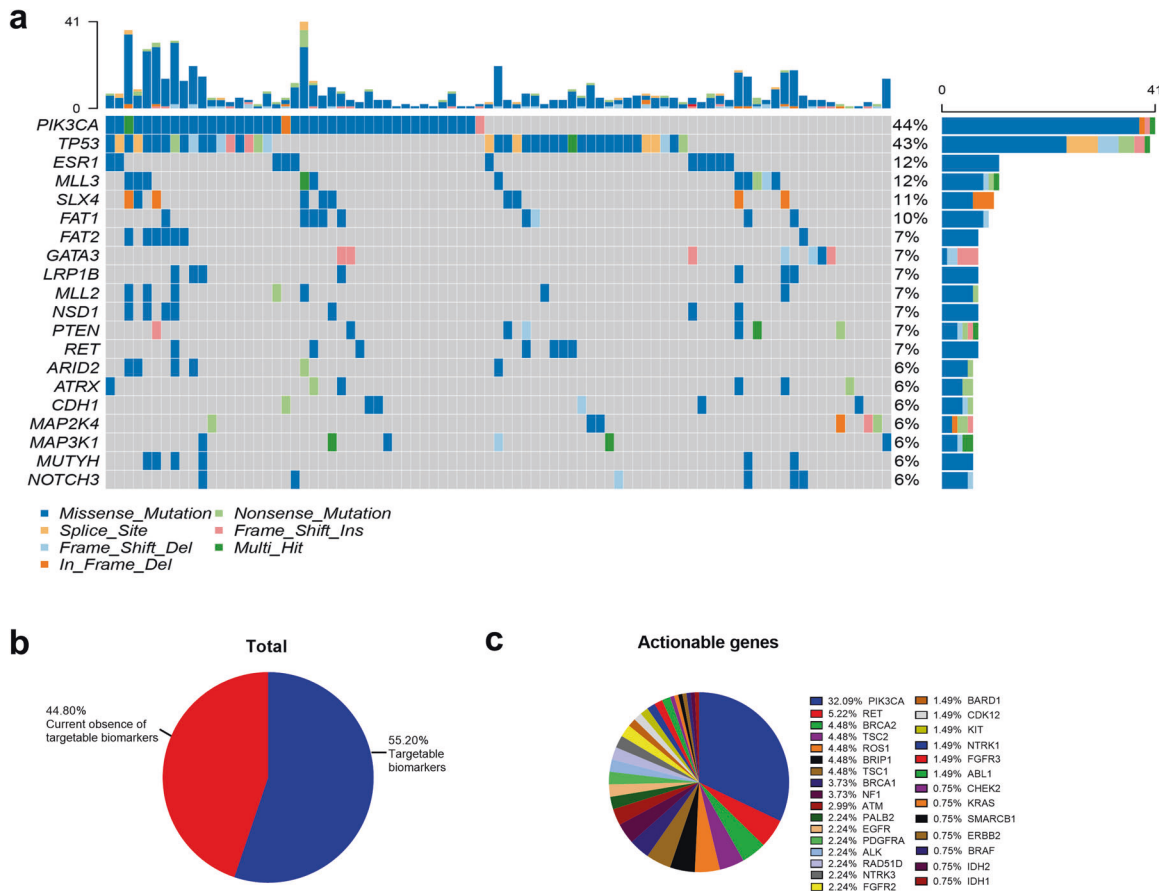 a
41
0
0
41
PIK3CA 44%
TP53 43%
ESR1 12%
MLL3 12%
SLX4 11%
FAT1 10%
FAT2 7%
GATA3 7%
LRP1B 7%
MLL2 7%
NSD1 7%
PTEN 7%
RET 7%
ARID2 6%
ATRX 6%
CDH1 6%
MAP2K4 6%
MAP3K1 6%
MUTYH 6%
NOTCH3 6%
Missense_Mutation
Splice_Site
Frame_Shift_Del
In_Frame_Del
Nonsense_Mutation
Frame_Shift_Ins
Multi_Hit
b
Total
44.80%
Current obsence of
targetable biomarkers
55.20%
Targetable
biomarkers
c
Actionable genes
32.09% PIK3CA
5.22% RET
4.48% BRCA2
4.48% TSC2
4.48% ROS1
4.48% BRIP1
4.48% TSC1
3.73% BRCA1
3.73% NF1
2.99% ATM
2.24% PALB2
2.24% EGFR
2.24% PDGFRA
2.24% ALK
2.24% RAD51D
2.24% NTRK3
2.24% FGFR2
1.49% BARD1
1.49% CDK12
1.49% KIT
1.49% NTRK1
1.49% FGFR3
1.49% ABL1
0.75% CHEK2
0.75% KRAS
0.75% SMARCB1
0.75% ERBB2
0.75% BRAF
0.75% IDH2
0.75% IDH1